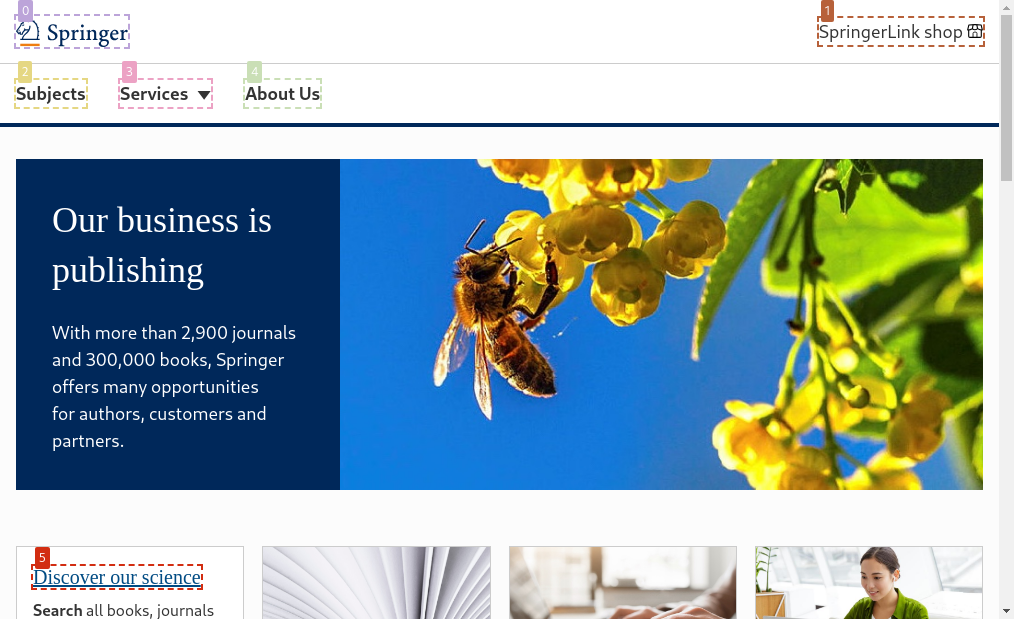 0
Springer
1
SpringerLink shop
2
Subjects
3
Services
4
About Us
Our business is
publishing
With more than 2,900 journals
and 300,000 books, Springer
offers many opportunities
for authors, customers and
partners.
5
Discover our science
Search all books, journals